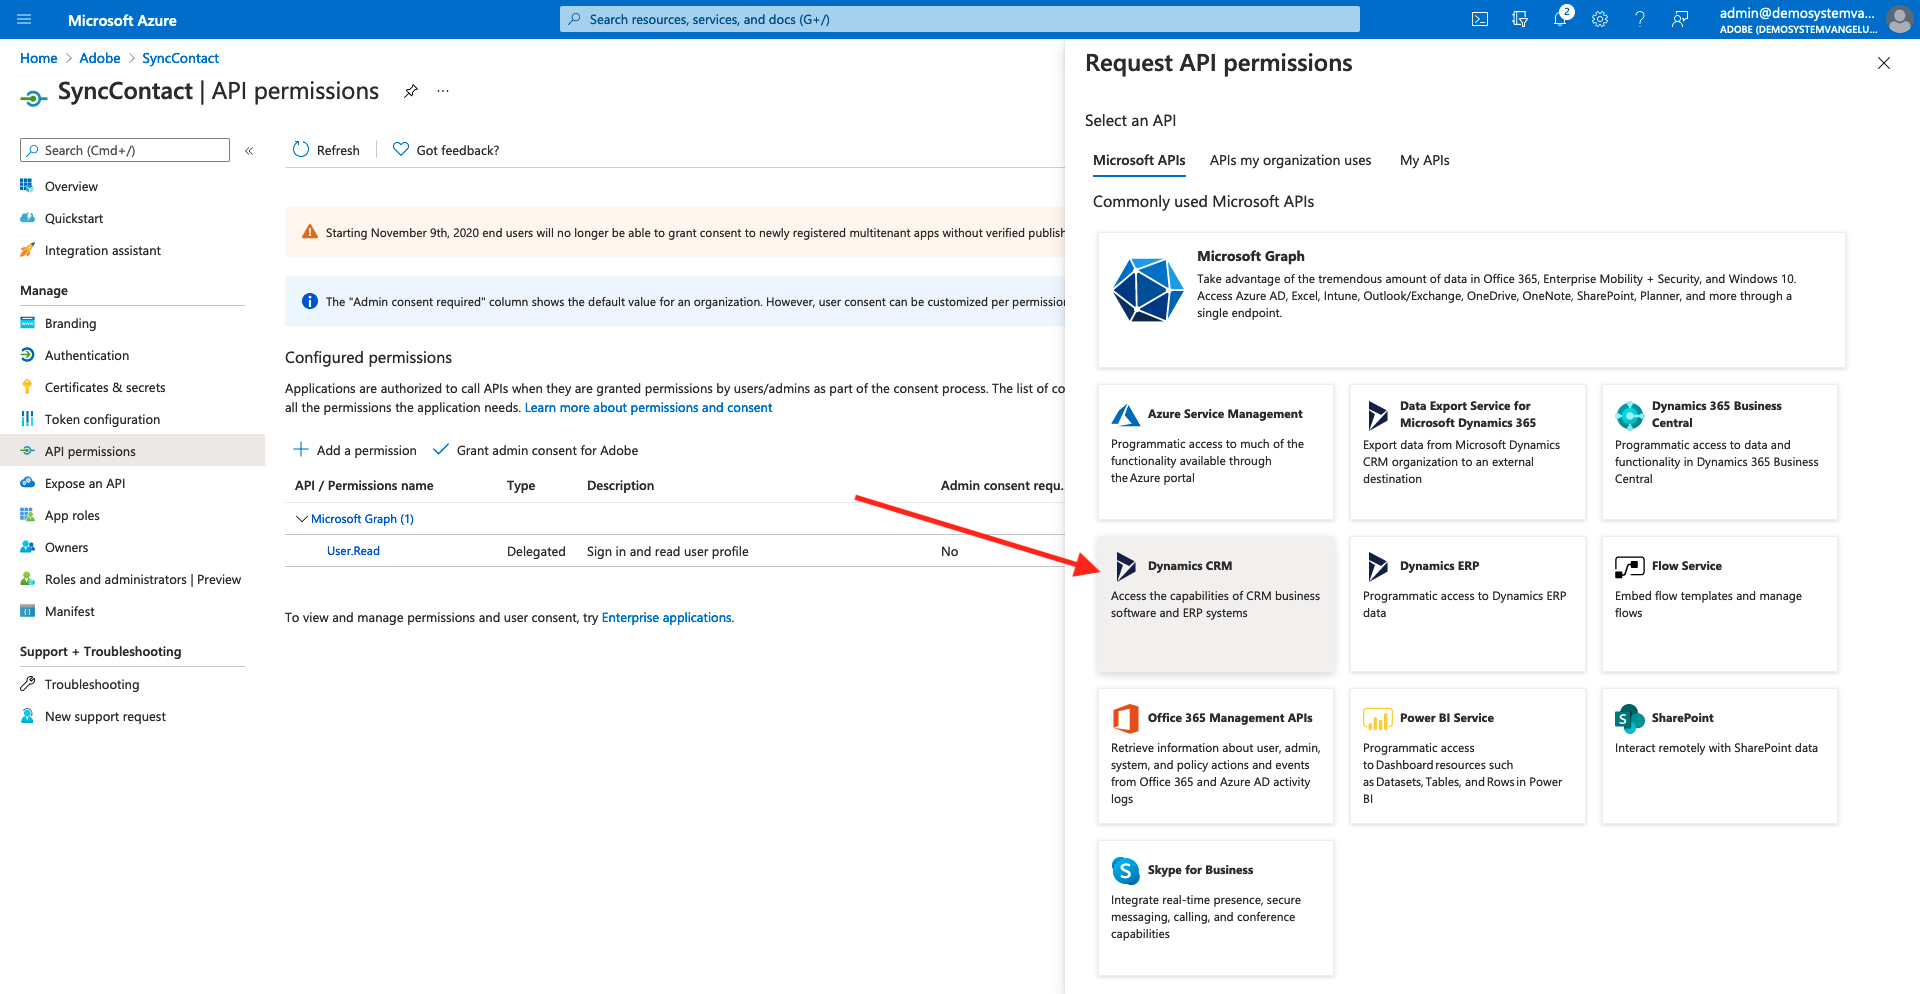 Microsoft Azure
Search resources, services, and docs (G+/)
2
admin@demosystemva...
ADOBE (DEMOSYSTEMVANGELU...
Home > Adobe > SyncContact
SyncContact | API permissions
...
Search (Cmd+/)
«
Overview
Quickstart
Integration assistant
Manage
Branding
Authentication
Certificates & secrets
Token configuration
API permissions
Expose an API
App roles
Owners
Roles and administrators | Preview
Manifest
Support + Troubleshooting
Troubleshooting
New support request
Refresh
Got feedback?
Starting November 9th, 2020 end users will no longer be able to grant consent to newly registered multitenant apps without verified publish
The "Admin consent required" column shows the default value for an organization. However, user consent can be customized per permission
Configured permissions
Applications are authorized to call APIs when they are granted permissions by users/admins as part of the consent process. The list of co
all the permissions the application needs. Learn more about permissions and consent
Add a permission
Grant admin consent for Adobe
API / Permissions name Type Description Admin consent requ...
Microsoft Graph (1)
User.Read Delegated Sign in and read user profile No
To view and manage permissions and user consent, try Enterprise applications.
Request API permissions
Select an API
Microsoft APIs APIs my organization uses My APIs
Commonly used Microsoft APIs
Microsoft Graph
Take advantage of the tremendous amount of data in Office 365, Enterprise Mobility + Security, and Windows 10.
Access Azure AD, Excel, Intune, Outlook/Exchange, OneDrive, OneNote, SharePoint, Planner, and more through a
single endpoint.
Azure Service Management
Programmatic access to much of the
functionality available through
the Azure portal
Data Export Service for
Microsoft Dynamics 365
Export data from Microsoft Dynamics
CRM organization to an external
destination
Dynamics 365 Business
Central
Programmatic access to data and
functionality in Dynamics 365 Business
Central
Dynamics CRM
Access the capabilities of CRM business
software and ERP systems
Dynamics ERP
Programmatic access to Dynamics ERP
data
Flow Service
Embed flow templates and manage
flows
Office 365 Management APIs
Retrieve information about user, admin,
system, and policy actions and events
from Office 365 and Azure AD activity
logs
Power BI Service
Programmatic access
to Dashboard resources such
as Datasets, Tables, and Rows in Power
BI
SharePoint
Interact remotely with SharePoint data
Skype for Business
Integrate real-time presence, secure
messaging, calling, and conference
capabilities